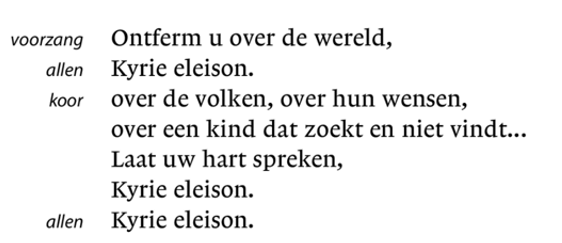 voorzang Ontferm u over de wereld,
allen Kyrie eleison.
koor over de volken, over hun wensen,
over een kind dat zoekt en niet vindt...
Laat uw hart spreken,
Kyrie eleison.
allen Kyrie eleison.